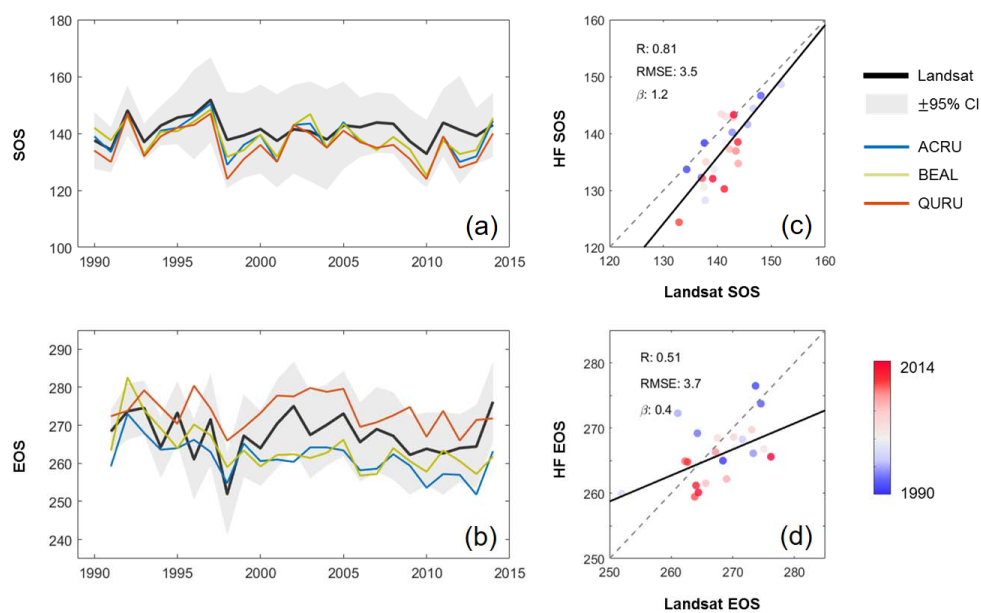 180
160
140
120
100
SOS
1990
1995
2000
2005
2010
2015
(a)
160
150
140
130
120
HF SOS
R: 0.81
RMSE: 3.5
β: 1.2
120
130
140
150
160
(c)
Landsat SOS
Landsat
±95% CI
ACRU
BEAL
QURU
290
280
270
260
250
240
EOS
1990
1995
2000
2005
2010
2015
(b)
280
270
260
250
HF EOS
R: 0.51
RMSE: 3.7
β: 0.4
250
260
270
280
(d)
Landsat EOS
2014
1990